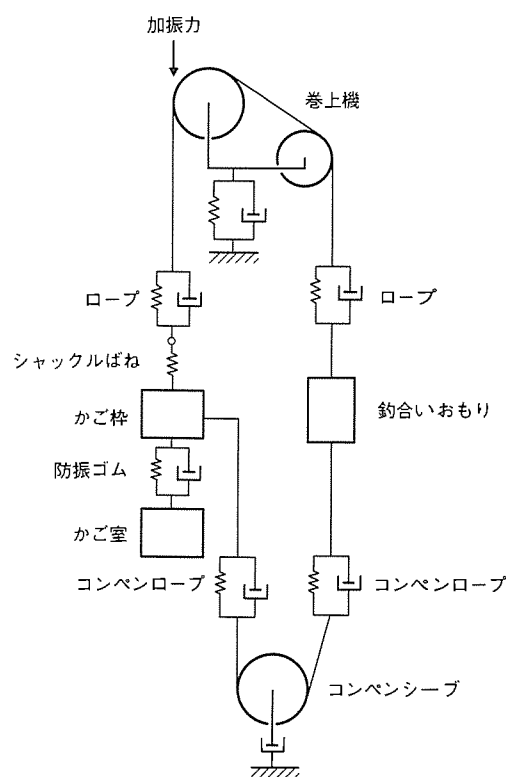 加振力
巻上機
ロープ
ロープ
シャックルばね
かご枠
釣合いおもり
防振ゴム
かご室
コンペンロープ
コンペンロープ
コンペンシーブ